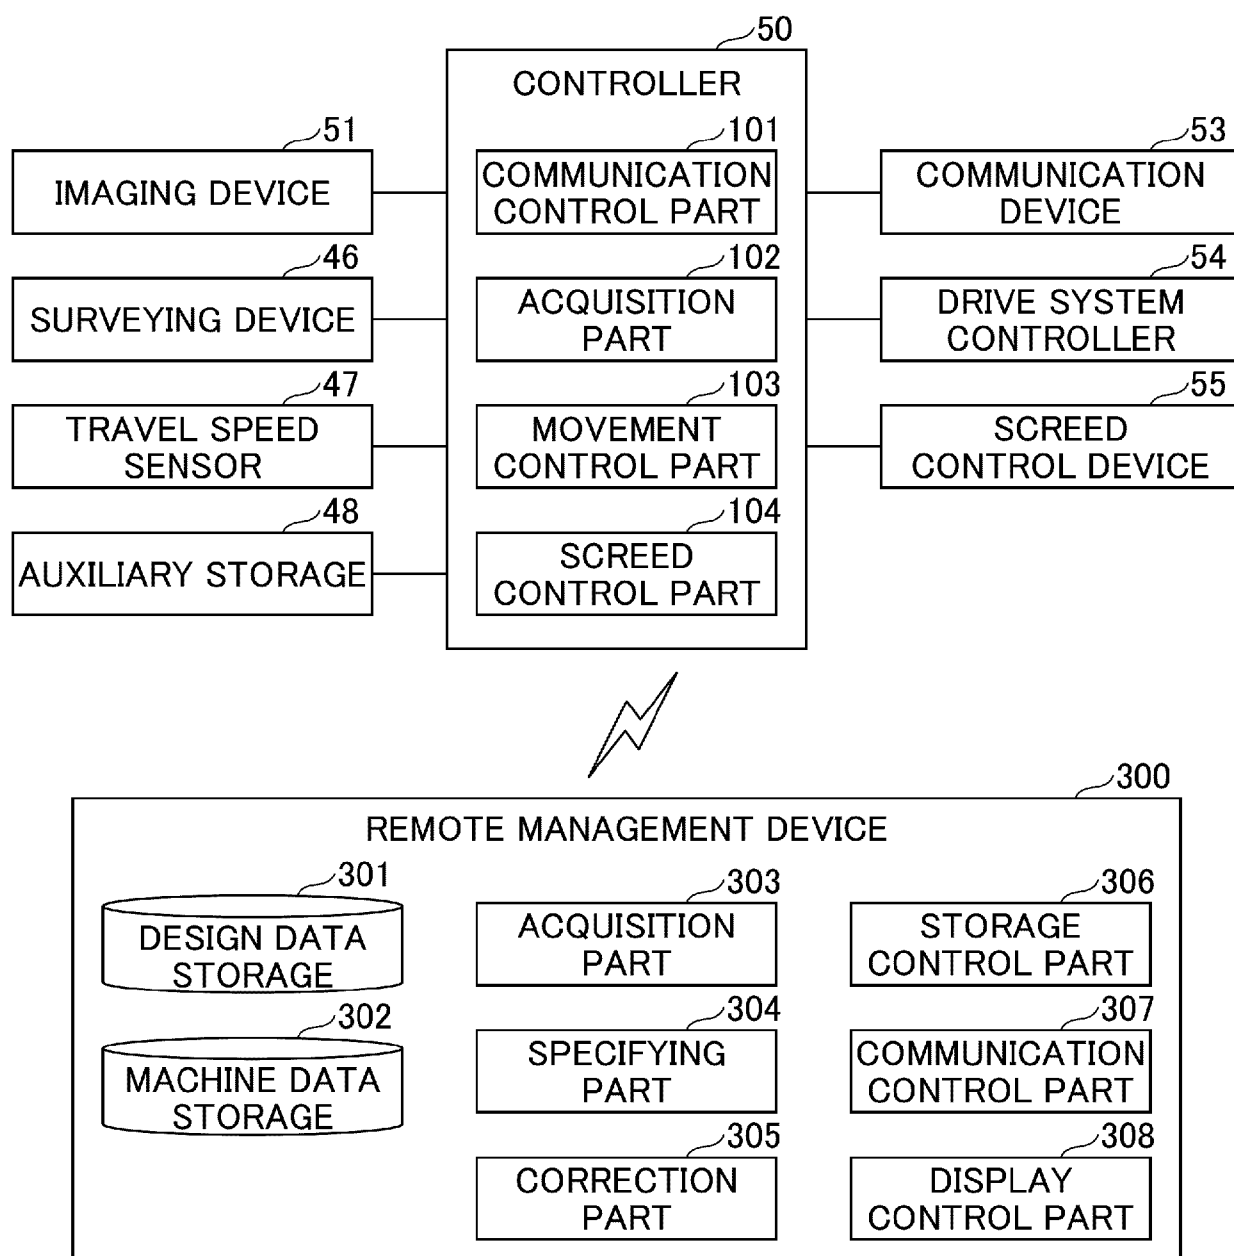 50
CONTROLLER
51
IMAGING DEVICE
46
SURVEYING DEVICE
47
TRAVEL SPEED
SENSOR
48
AUXILIARY STORAGE
101
COMMUNICATION
CONTROL PART
102
ACQUISITION
PART
103
MOVEMENT
CONTROL PART
104
SCREED
CONTROL PART
53
COMMUNICATION
DEVICE
54
DRIVE SYSTEM
CONTROLLER
55
SCREED
CONTROL DEVICE
300
REMOTE MANAGEMENT DEVICE
301
DESIGN DATA
STORAGE
302
MACHINE DATA
STORAGE
303
ACQUISITION
PART
304
SPECIFYING
PART
305
CORRECTION
PART
306
STORAGE
CONTROL PART
307
COMMUNICATION
CONTROL PART
308
DISPLAY
CONTROL PART